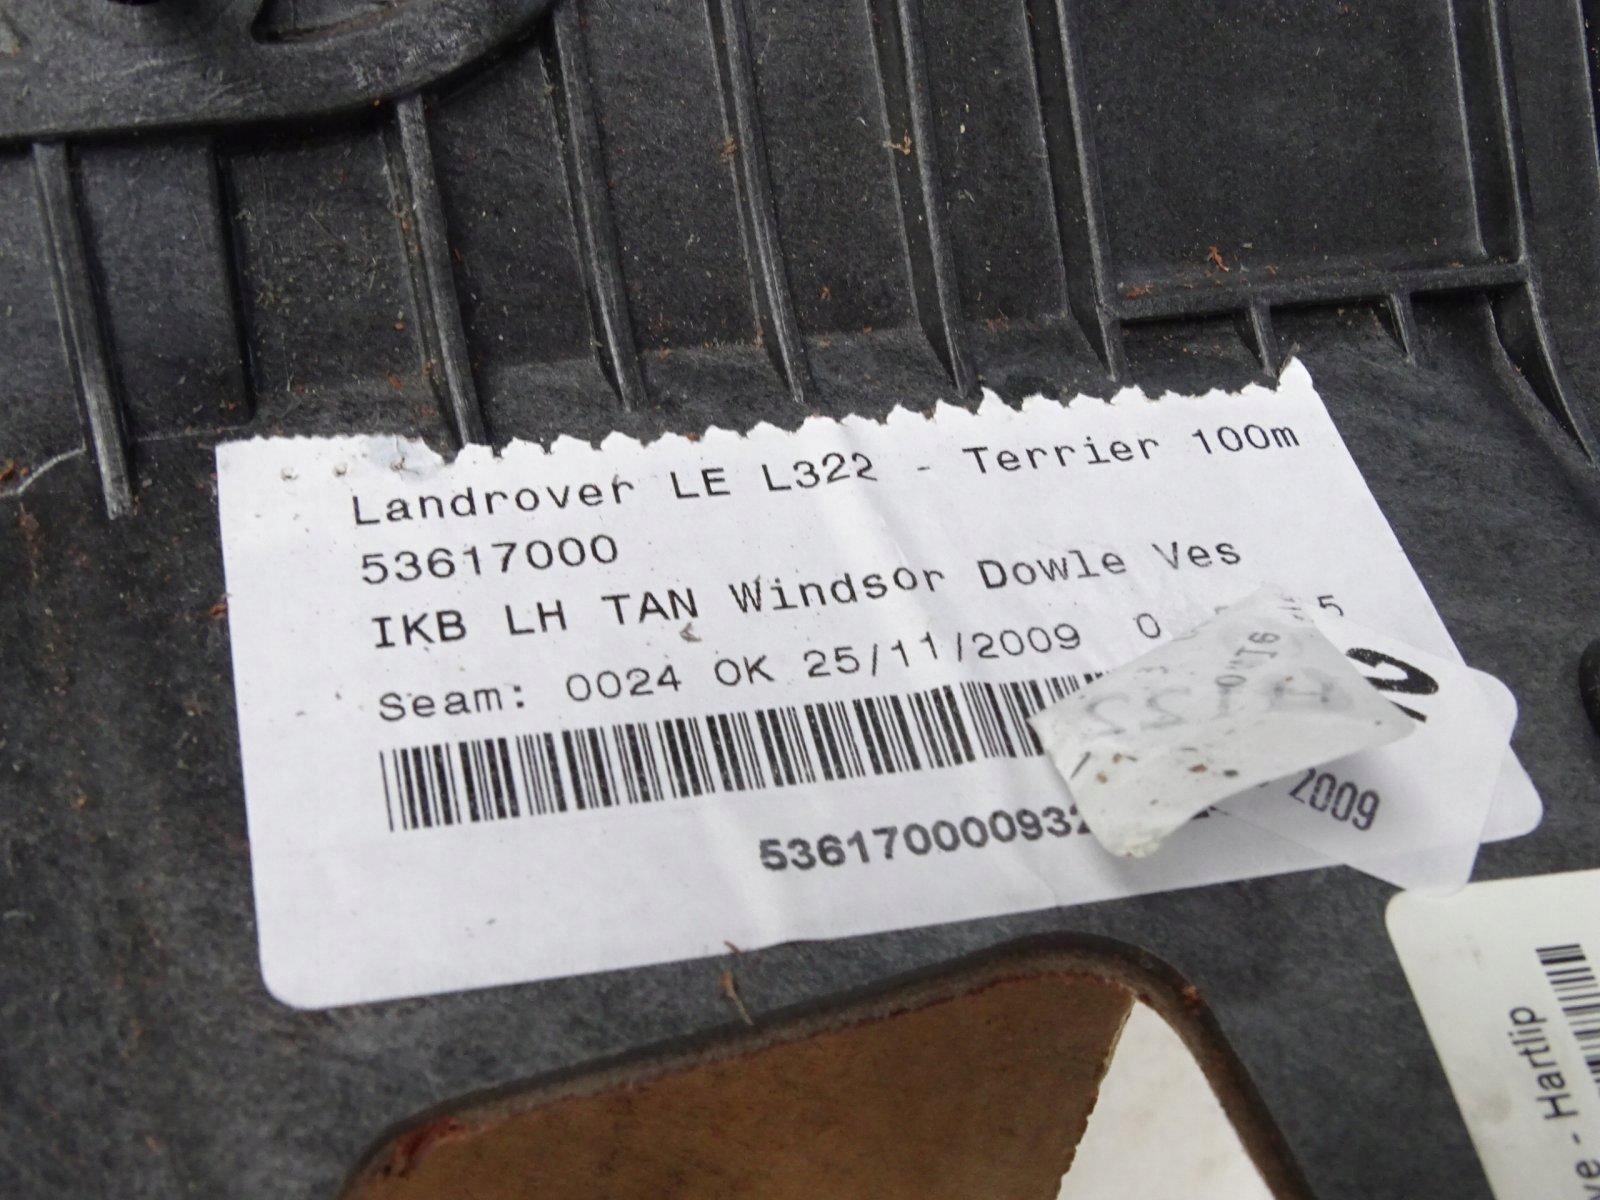 Landrover LE L322 - Terrier 100m
53617000
IKB LH TAN Windsor Dowle Ves
Seam: 0024 OK 25/11/2009
2009
- Hartlip